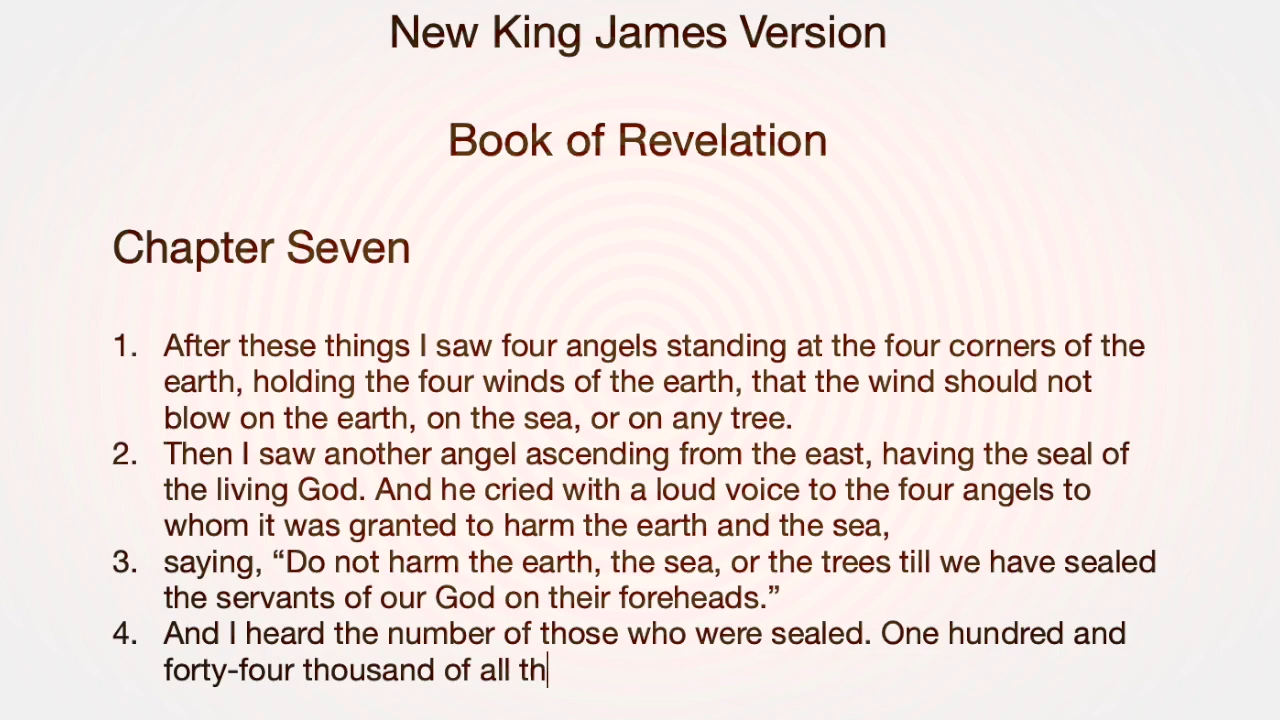 New King James Version
Book of Revelation
Chapter Seven
1. After these things I saw four angels standing at the four corners of the
earth, holding the four winds of the earth, that the wind should not
blow on the earth, on the sea, or on any tree.
2. Then I saw another angel ascending from the east, having the seal of
the living God. And he cried with a loud voice to the four angels to
whom it was granted to harm the earth and the sea,
3. saying, “Do not harm the earth, the sea, or the trees till we have sealed
the servants of our God on their foreheads.”
4. And I heard the number of those who were sealed. One hundred and
forty-four thousand of all th